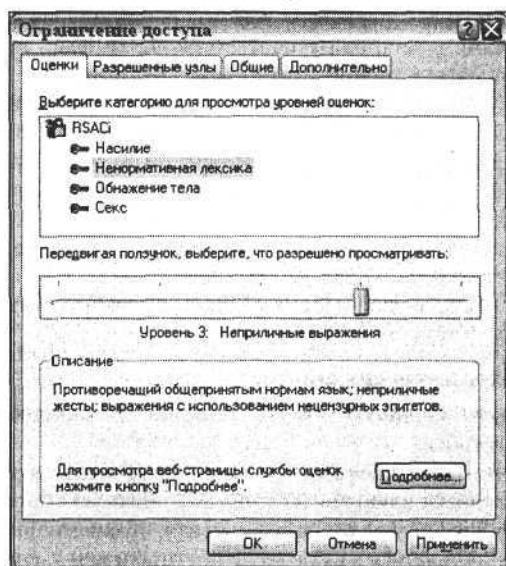 Ограничение доступа
Оценки Разрешенные узлы Общие Дополнительно
Выберите категорию для просмотра уровней оценок:
RSACi
Насилие
Ненормативная лексика
Обнажение тела
Секс
Передвигая ползунок, выберите, что разрешено просматривать:
Уровень 3: Неприличные выражения
Описание
Противоречащий общепринятым нормам язык; неприличные
жесты; выражения с использованием нецензурных эпитетов.
Для просмотра веб-страницы службы оценок
нажмите кнопку "Подробнее".
Подробнее...
OK Отмена Применить